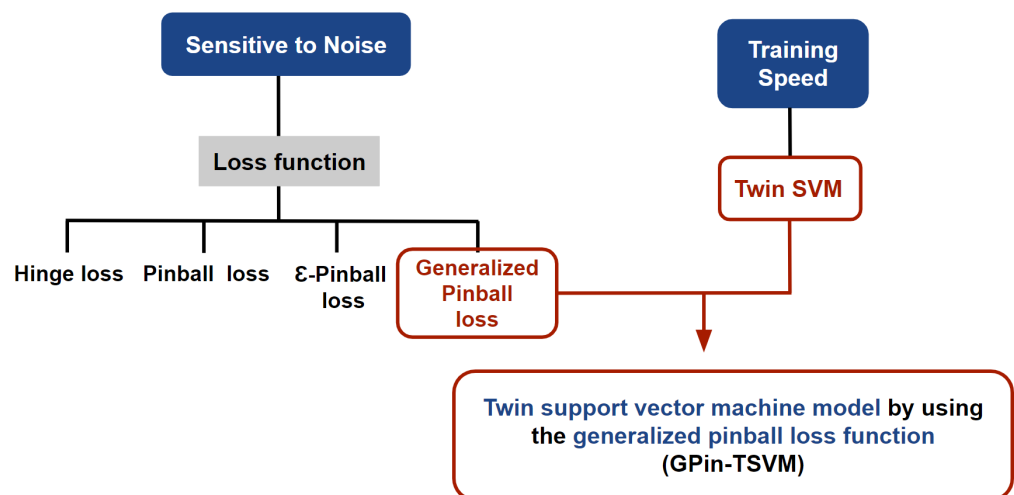 Sensitive to Noise
Training
Speed
Loss function
Twin SVM
Hinge loss
Pinball loss
Ɛ-Pinball
loss
Generalized
Pinball
loss
Twin support vector machine model by using
the generalized pinball loss function
(GPin-TSVM)